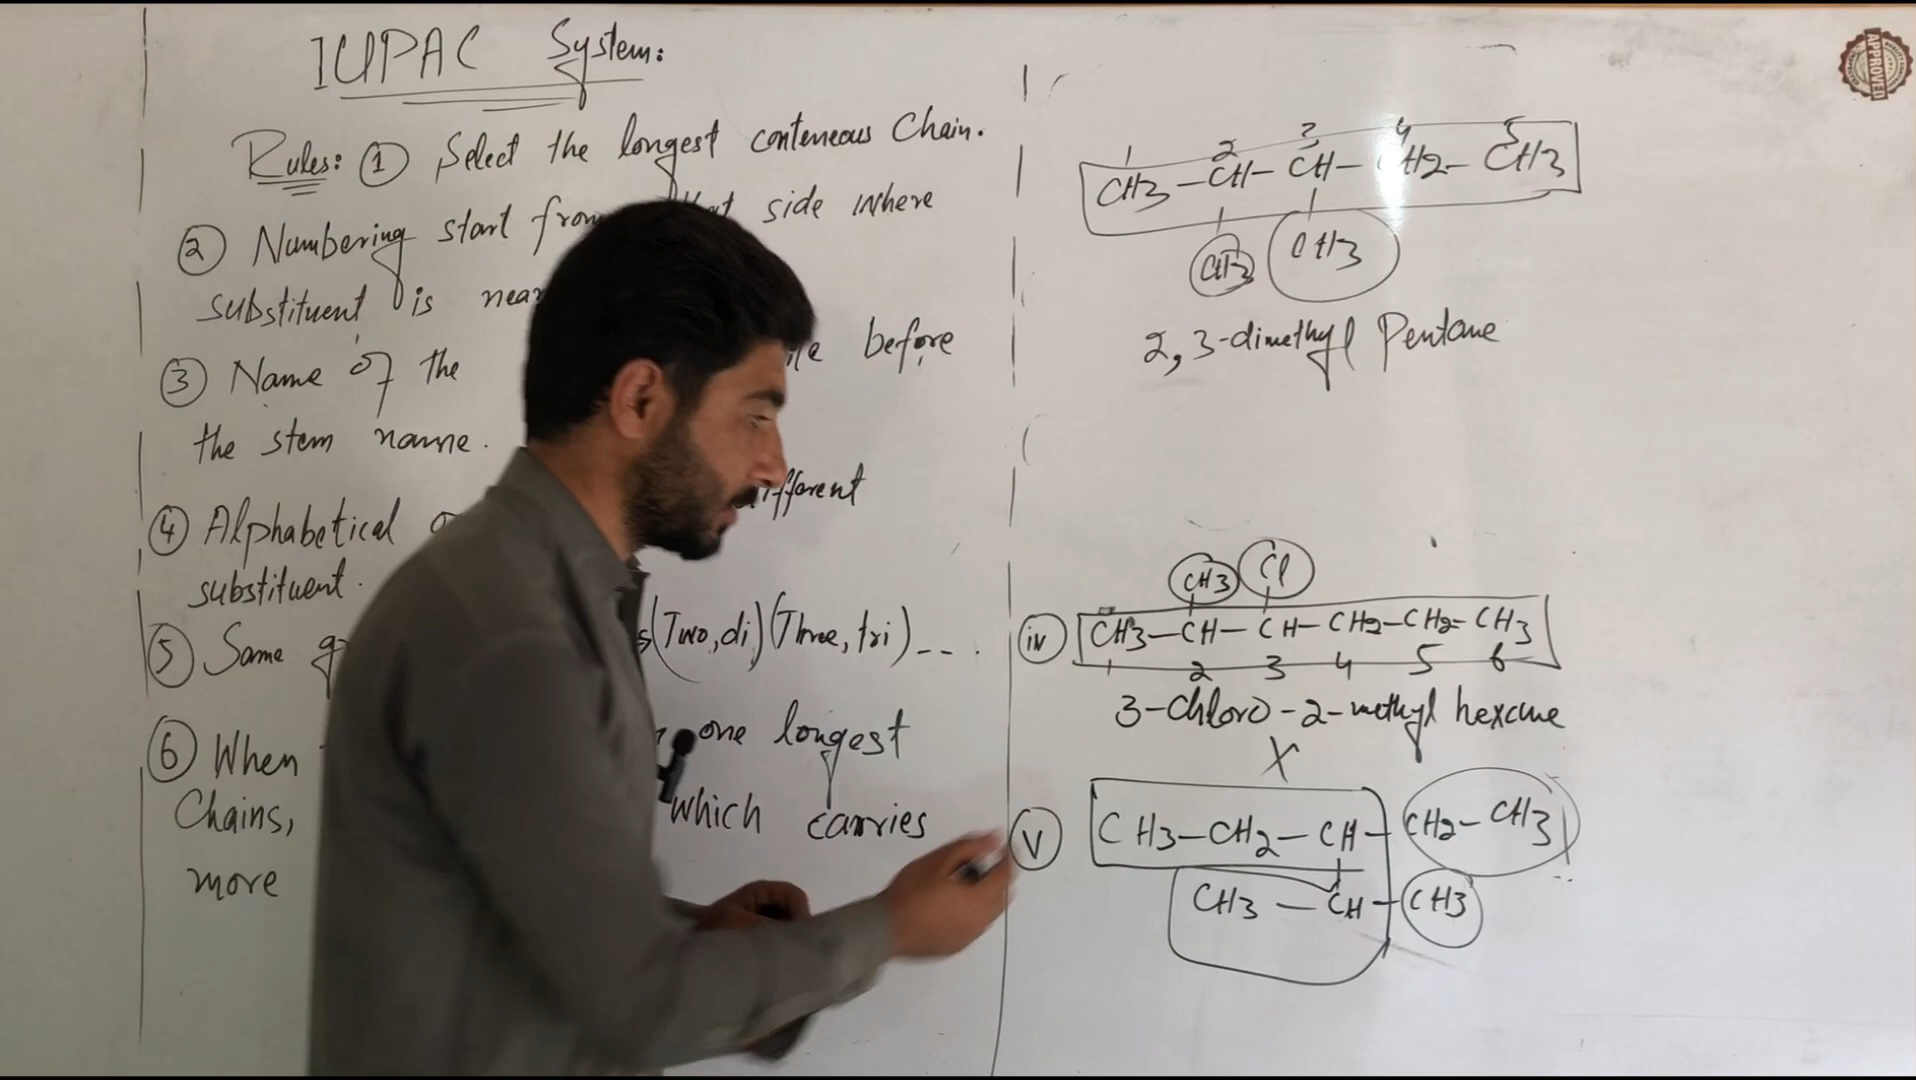 IUPAC System:
Rules: ① Select the longest conteneous Chain.
② Numbering start from that side where
substituent is near
③ Name of the before
the stem name.
④ Alphabetical different
substituent.
⑤ Same (Two, di) (Three, tri) -- .
⑥ When one longest
Chains, which carries
more
1 2 3 4 5
CH3 - CH - CH - CH2 - CH3
CH3 CH3
2, 3-dimethyl Pentane
CH3 Cl
iv CH3 - CH - CH - CH2 - CH2 - CH3
1 2 3 4 5 6
3-Chloro-2-methyl hexane
X
V CH3 - CH2 - CH - CH2 - CH3
CH3 - CH - CH3
APPROVED